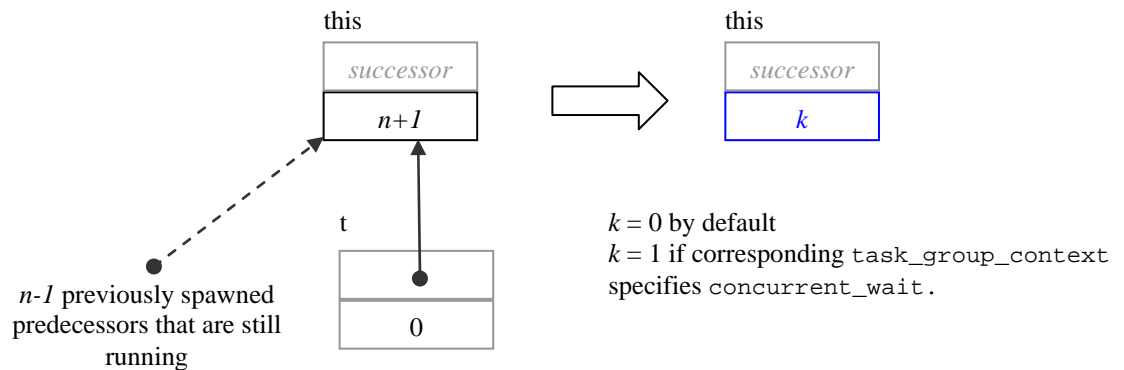 this
successor
n+1
this
successor
k
t
0
n-1 previously spawned
predecessors that are still
running
k = 0 by default
k = 1 if corresponding task_group_context
specifies concurrent_wait.